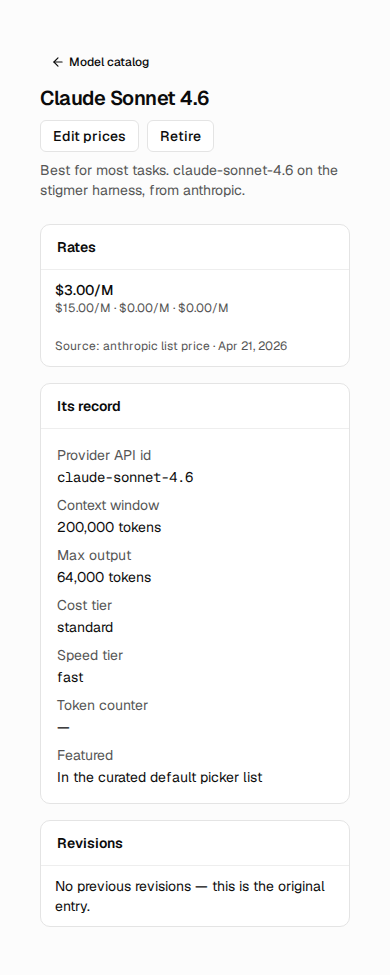 ← Model catalog
Claude Sonnet 4.6
Edit prices
Retire
Best for most tasks. claude-sonnet-4.6 on the
stigmer harness, from anthropic.
Rates
$3.00/M
$15.00/M · $0.00/M · $0.00/M
Source: anthropic list price · Apr 21, 2026
Its record
Provider API id
claude-sonnet-4.6
Context window
200,000 tokens
Max output
64,000 tokens
Cost tier
standard
Speed tier
fast
Token counter
—
Featured
In the curated default picker list
Revisions
No previous revisions — this is the original
entry.